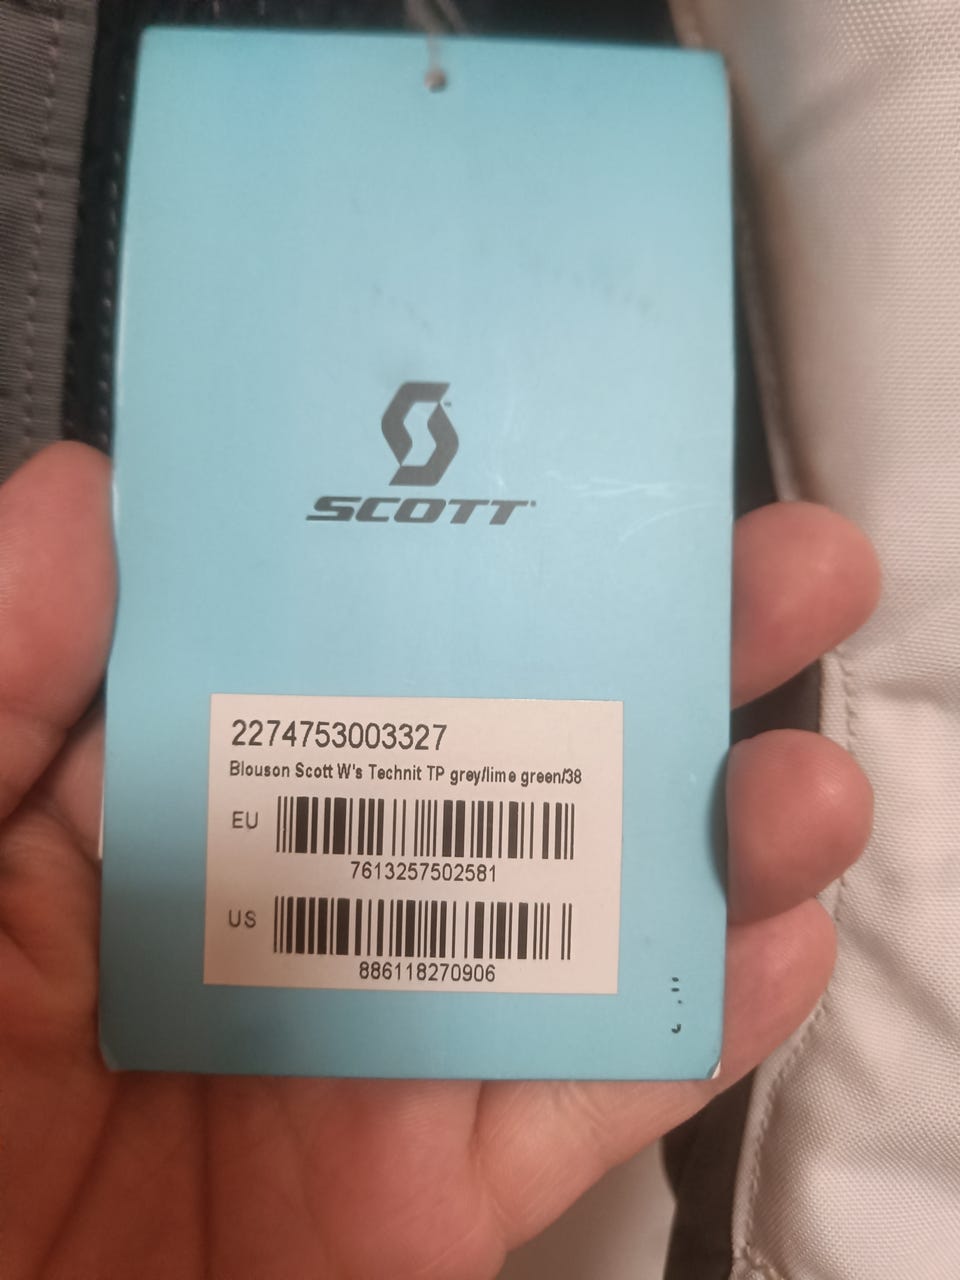 SCOTT
2274753003327
Blouson Scott W's Technit TP grey/lime green/38
EU
7613257502581
US
886118270906